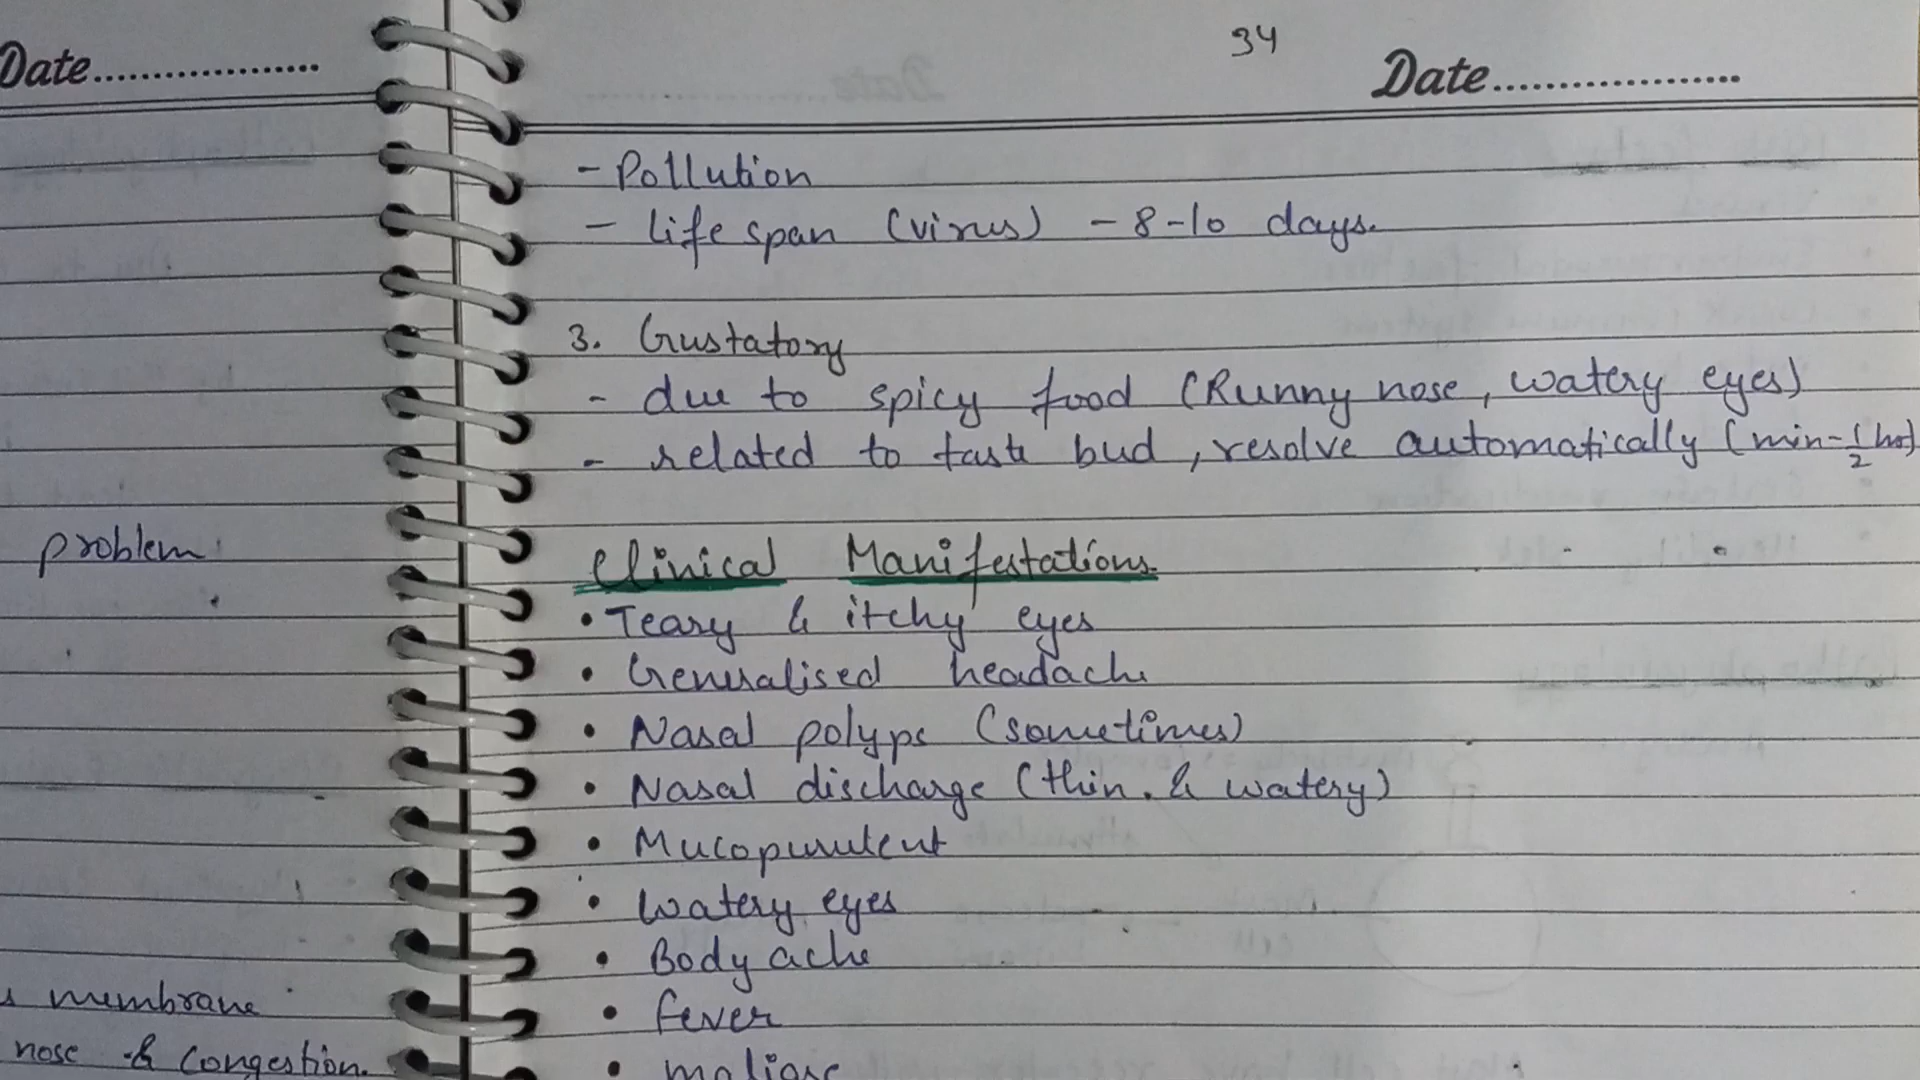 Date....................
problem.
membrane
nose & congestion.
34
Date....................
- Pollution
- life span (virus) - 8-10 days.
3. Gustatory
- due to spicy food (Runny nose, watery eyes)
- related to taste bud, resolve automatically (min - 1/2 hr)
Clinical Manifestations
• Teary & itchy eyes
• Generalised headache
• Nasal polyps (sometimes)
• Nasal discharge (thin & watery)
• Mucopurulent
• watery eyes
• Body ache
• fever